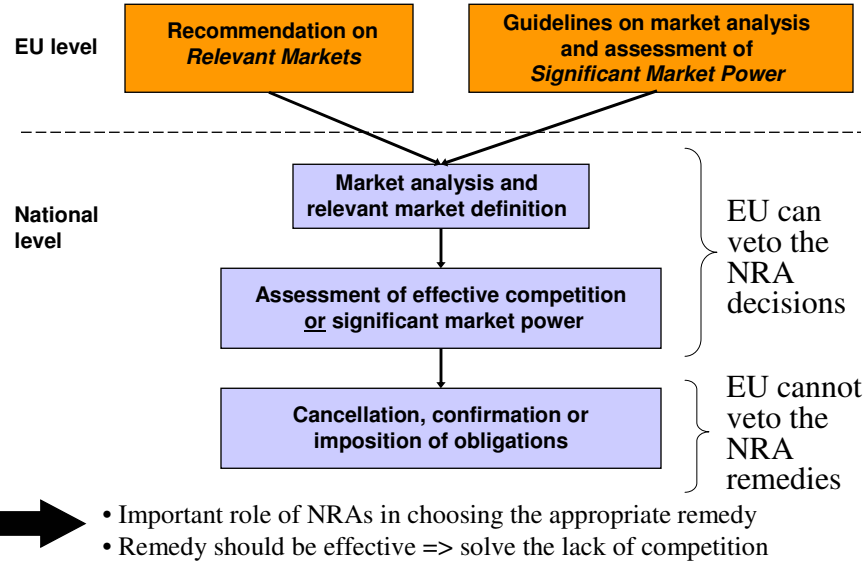 EU level
Recommendation on
Relevant Markets
Guidelines on market analysis
and assessment of
Significant Market Power
National
level
Market analysis and
relevant market definition
Assessment of effective competition
or significant market power
Cancellation, confirmation or
imposition of obligations
EU can
veto the
NRA
decisions
EU cannot
veto the
NRA
remedies
• Important role of NRAs in choosing the appropriate remedy
• Remedy should be effective => solve the lack of competition